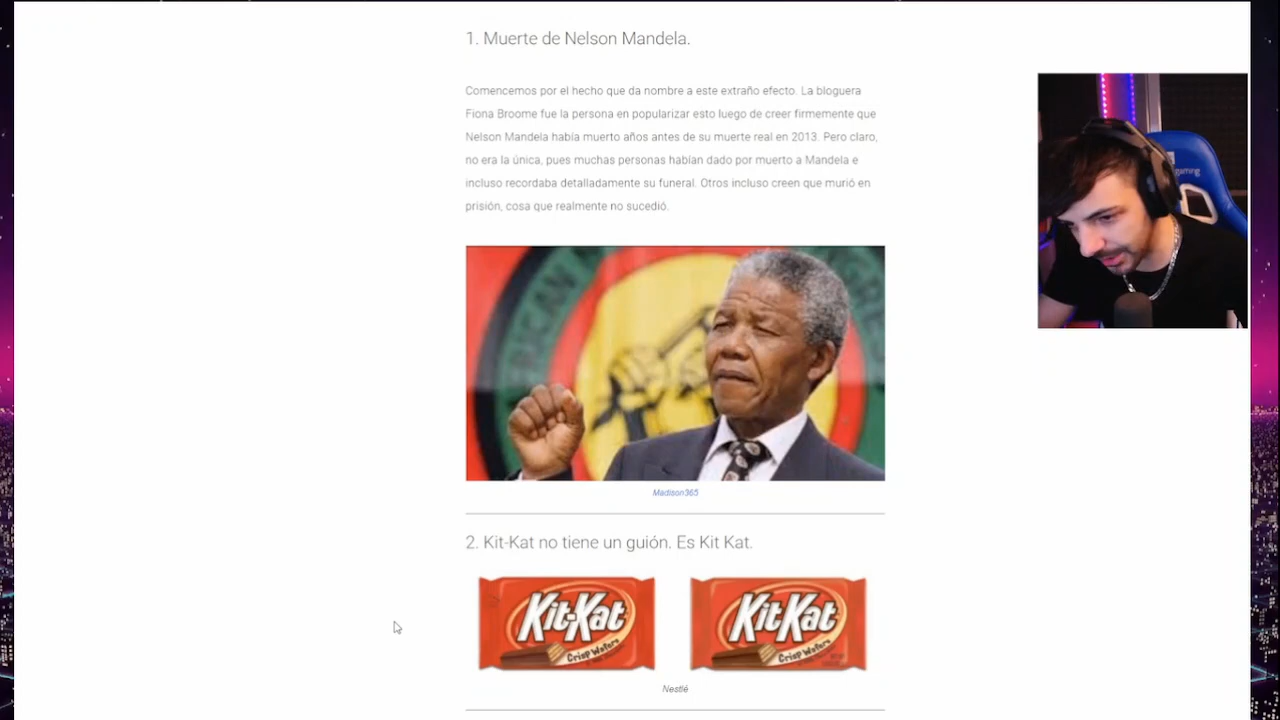 1. Muerte de Nelson Mandela.
Comencemos por el hecho que da nombre a este extraño efecto. La bloguera
Fiona Broome fue la persona en popularizar esto luego de creer firmemente que
Nelson Mandela había muerto años antes de su muerte real en 2013. Pero claro,
no era la única, pues muchas personas habían dado por muerto a Mandela e
incluso recordaba detalladamente su funeral. Otros incluso creen que murió en
prisión, cosa que realmente no sucedió.
gaming
Madison365
2. Kit-Kat no tiene un guión. Es Kit Kat.
Kit-Kat
Crisp Wafers
KitKat
Crisp Wafers
Nestlé